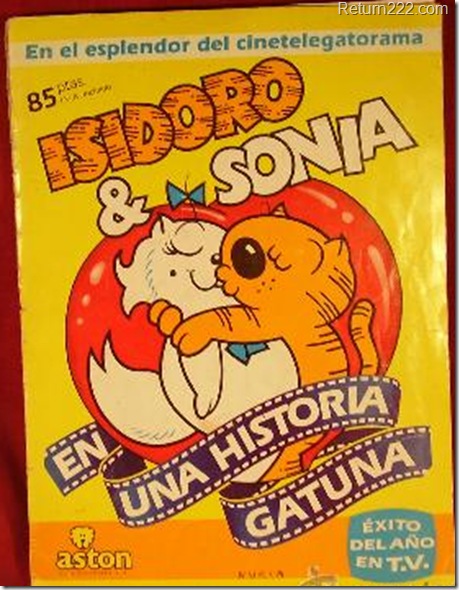 Return222.com
En el esplendor del cinetelegatorama
85 ptas.
ISIDORO
& SONIA
EN
UNA HISTORIA
GATUNA
aston
ÉXITO
DEL AÑO
EN T.V.